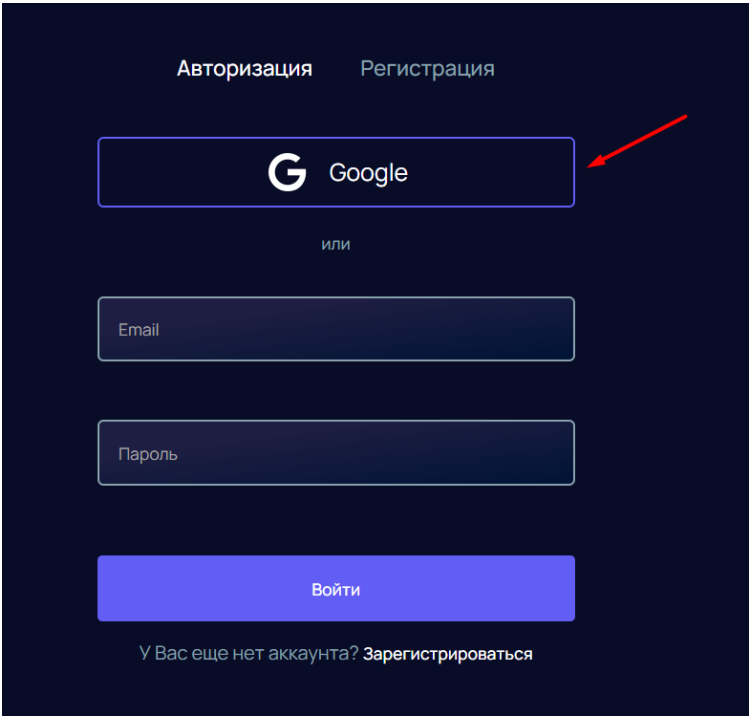 Авторизация Регистрация
Google
или
Email
Пароль
Войти
У Вас еще нет аккаунта? Зарегистрироваться